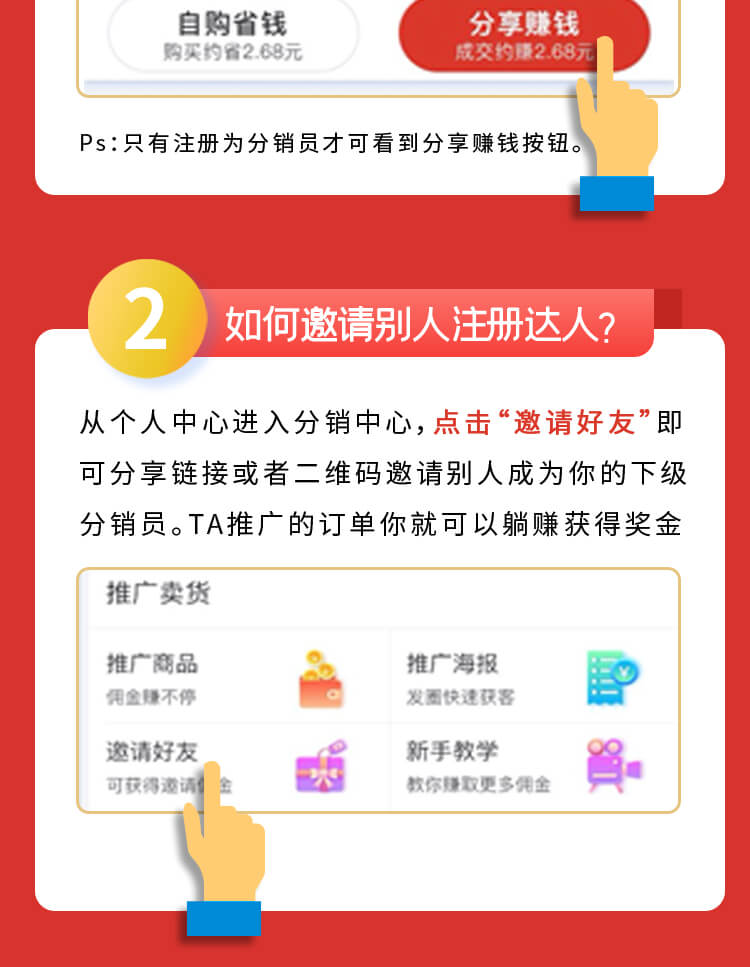 自购省钱
购买约省2.68元
分享赚钱
成交约赚2.68元
Ps：只有注册为分销员才可看到分享赚钱按钮。
2
如何邀请别人注册达人？
从个人中心进入分销中心，点击“邀请好友”即
可分享链接或者二维码邀请别人成为你的下级
分销员。TA推广的订单你就可以躺赚获得奖金
推广卖货
推广商品
佣金赚不停
推广海报
发圈快速获客
邀请好友
可获得邀请佣金
新手教学
教你赚取更多佣金